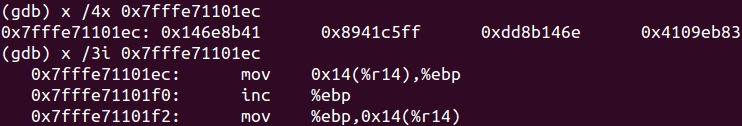 (gdb) x /4x 0x7fffe71101ec
0x7fffe71101ec: 0x146e8b41 0x8941c5ff 0xdd8b146e 0x4109eb83
(gdb) x /3i 0x7fffe71101ec
0x7fffe71101ec: mov 0x14(%r14),%ebp
0x7fffe71101f0: inc %ebp
0x7fffe71101f2: mov %ebp,0x14(%r14)